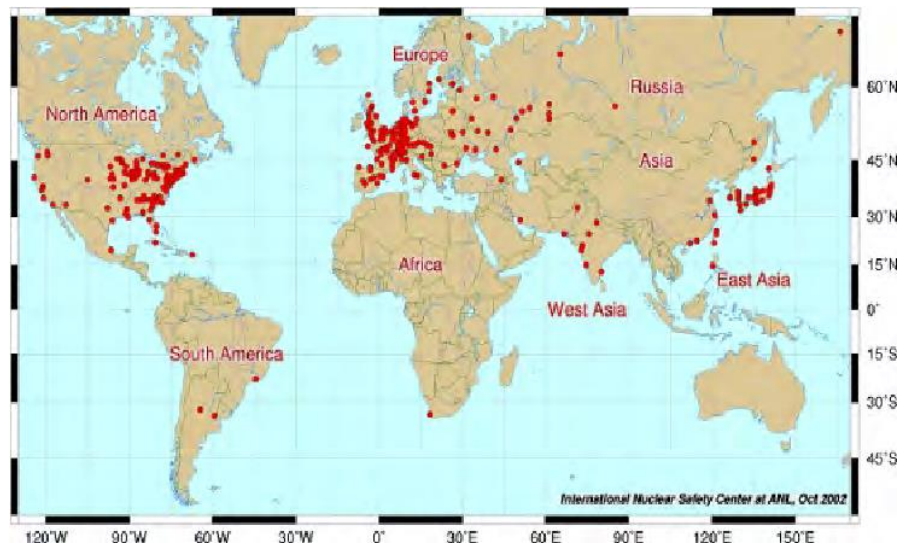 Europe
Russia
North America
60°N
Asia
45°N
30°N
Africa
15°N
East Asia
West Asia
0°
South America
15°S
30°S
45°S
International Nuclear Safety Center at ANL, Oct 2002
120°W 90°W 60°W 30°W 0° 30°E 60°E 90°E 120°E 150°E